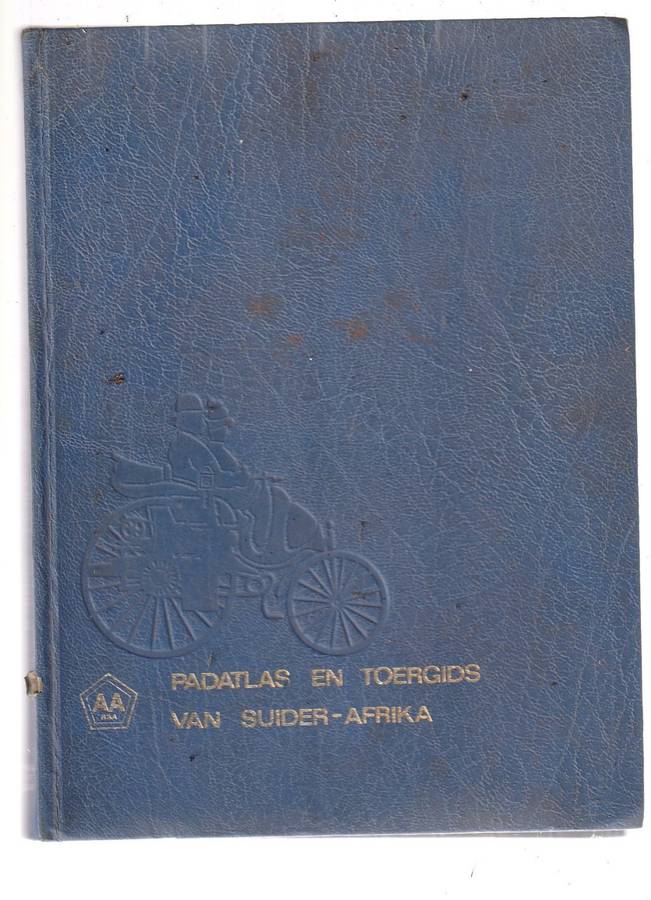 PADATLAS EN TOERGIDS
VAN SUIDER-AFRIKA
AA